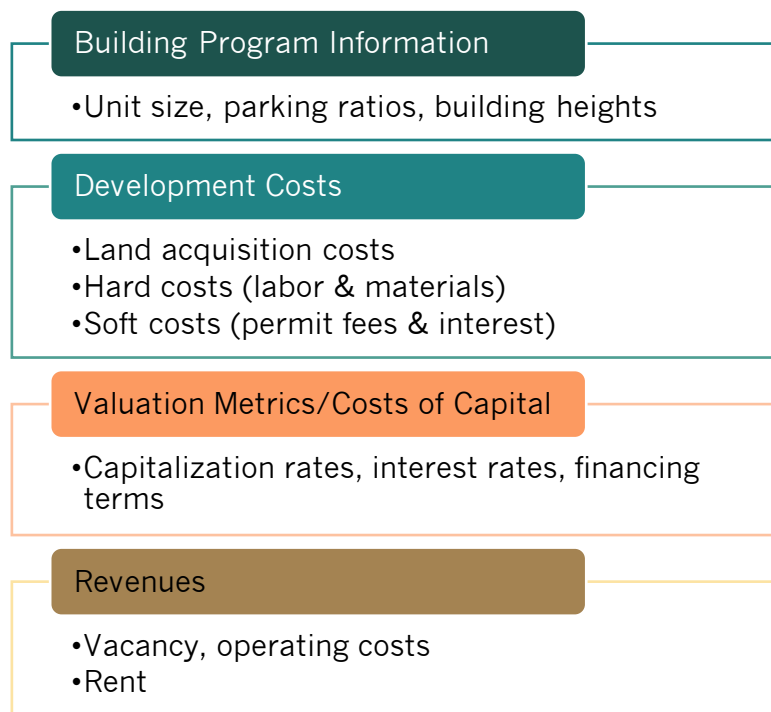 Building Program Information
•Unit size, parking ratios, building heights
Development Costs
•Land acquisition costs
•Hard costs (labor & materials)
•Soft costs (permit fees & interest)
Valuation Metrics/Costs of Capital
•Capitalization rates, interest rates, financing
terms
Revenues
•Vacancy, operating costs
•Rent